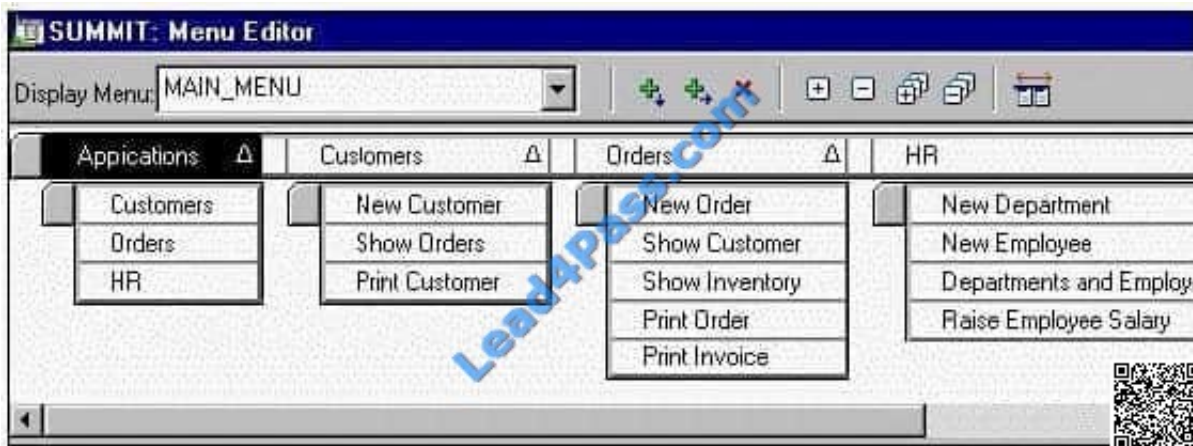 SUMMIT: Menu Editor
Display Menu: MAIN_MENU
Appications Customers Orders HR
Customers New Customer New Order New Department
Orders Show Orders Show Customer New Employee
HR Print Customer Show Inventory Departments and Employ
Print Order Raise Employee Salary
Print Invoice
Lead4Pass.com